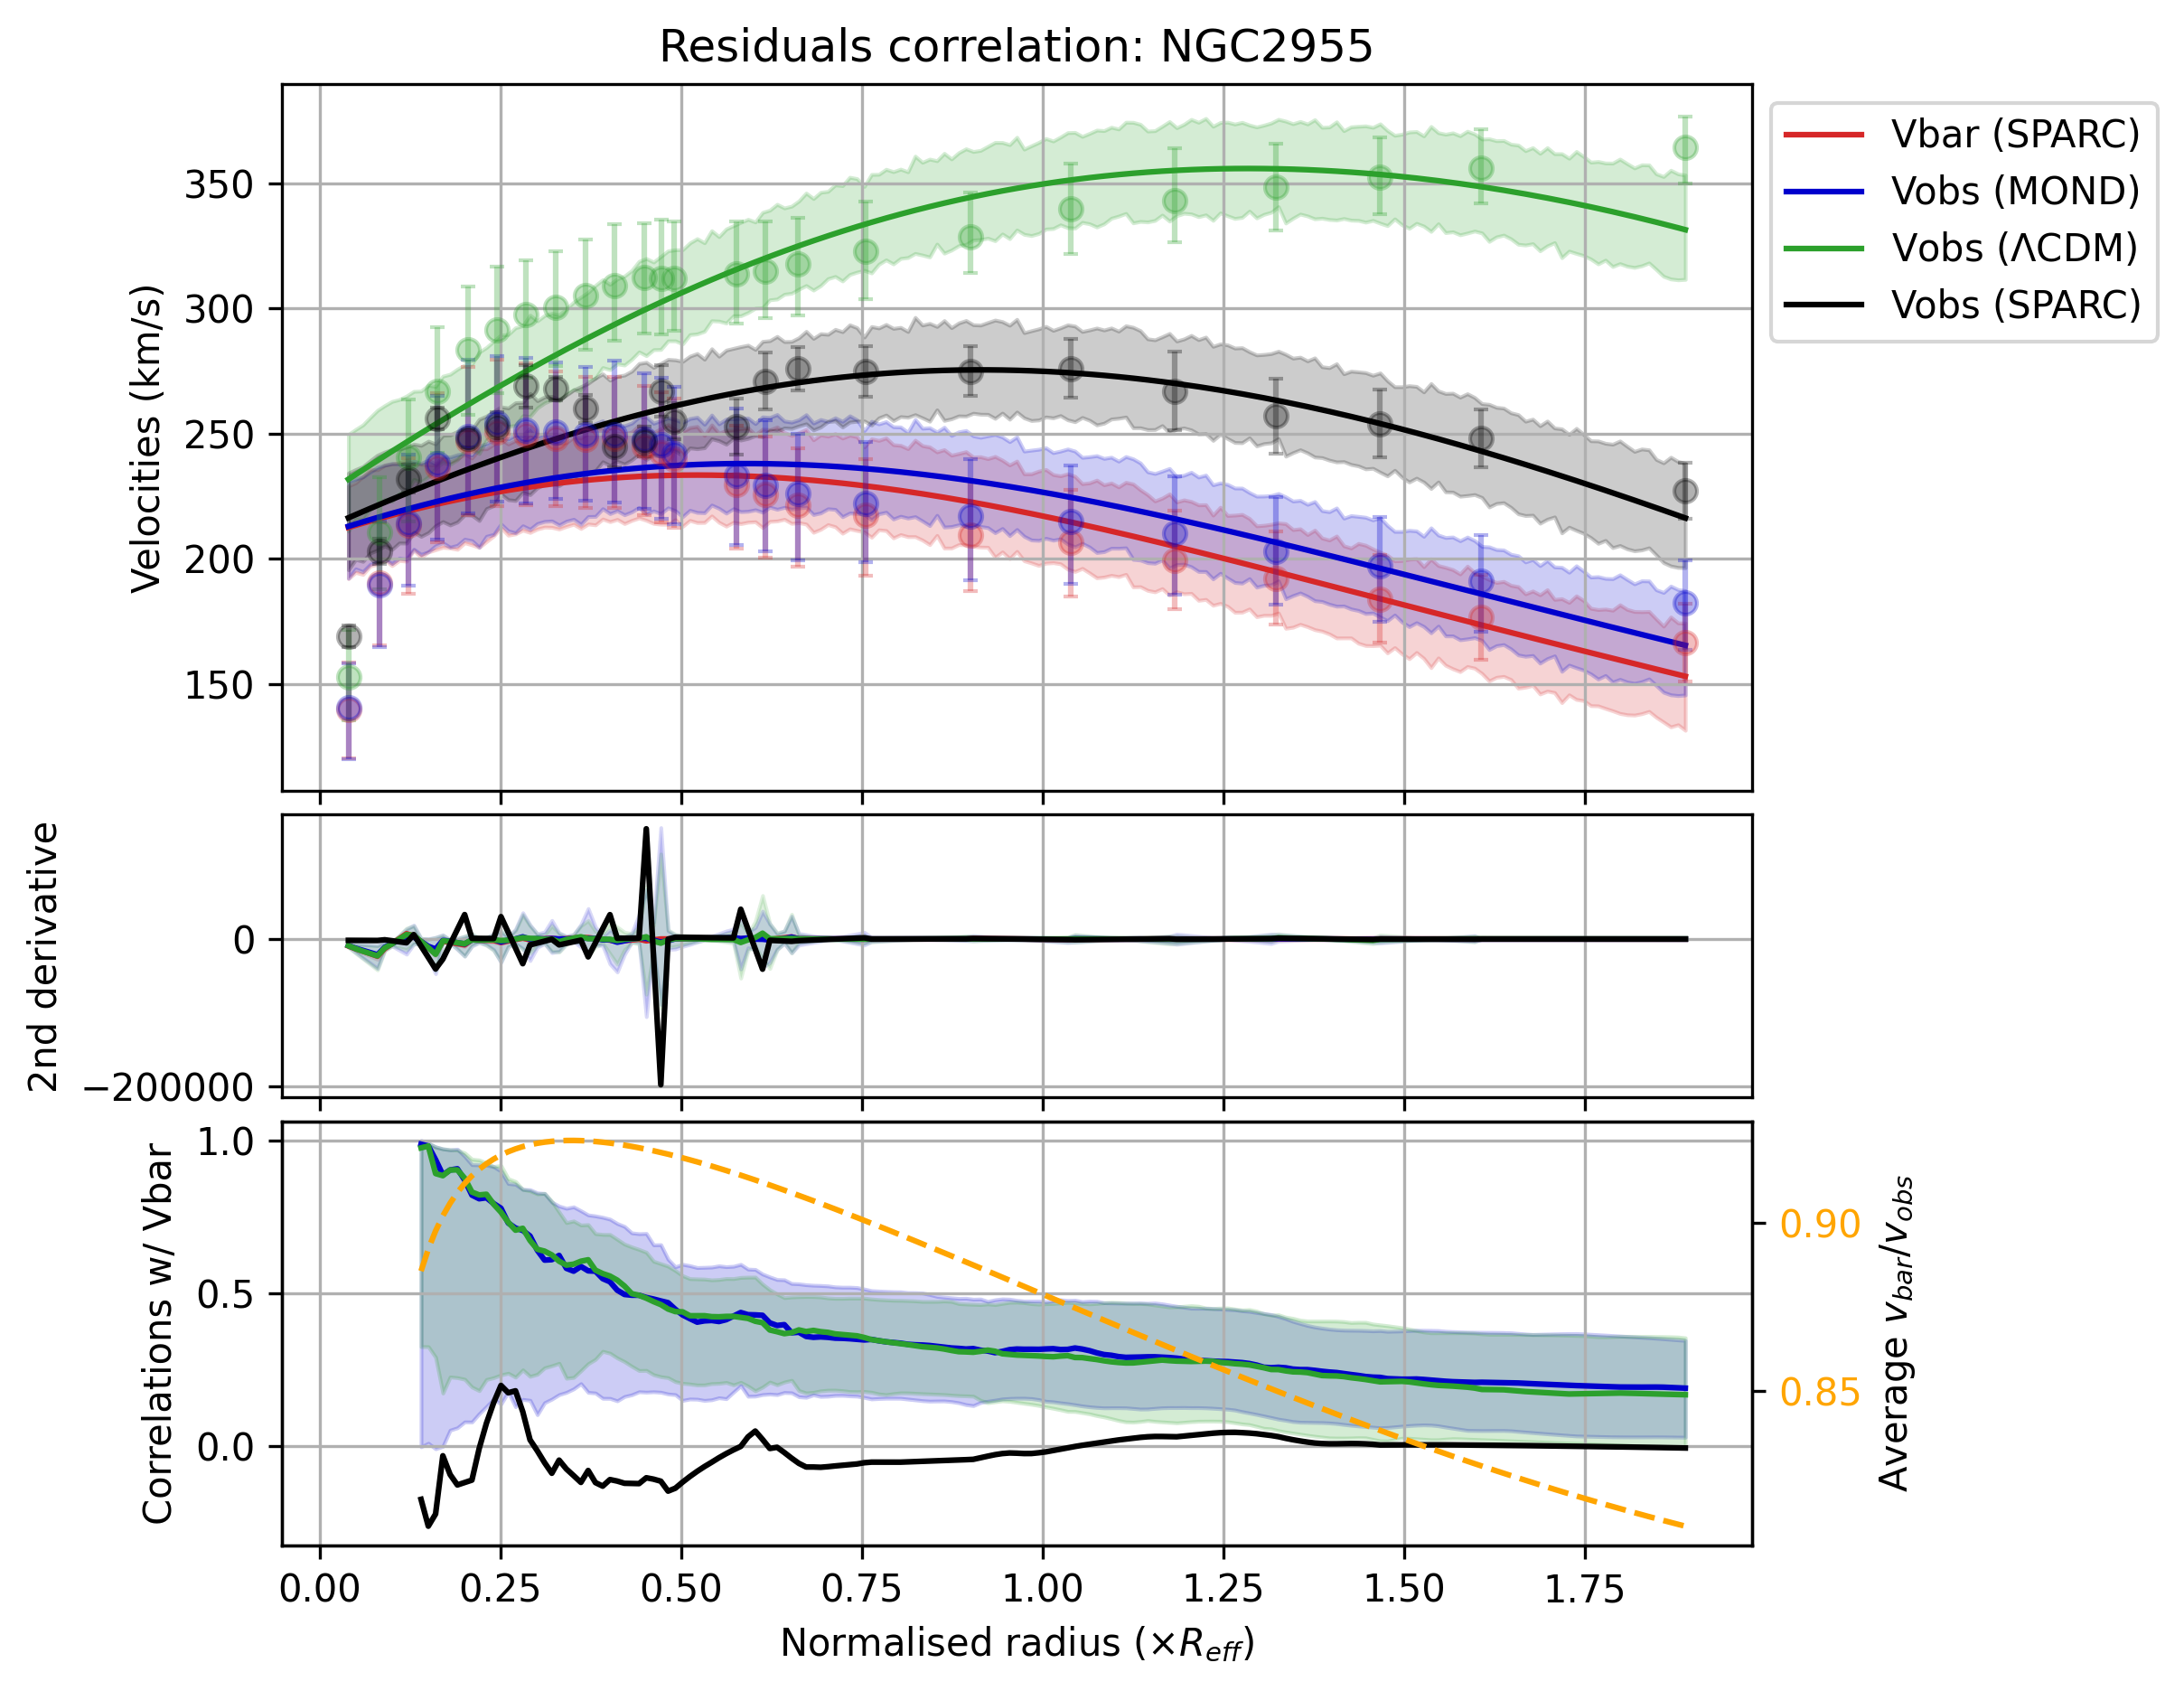 Residuals correlation: NGC2955
Velocities (km/s)
350
300
250
200
150
Vbar (SPARC)
Vobs (MOND)
Vobs (ΛCDM)
Vobs (SPARC)
2nd derivative
0
−200000
Correlations w/ Vbar
1.0
0.5
0.0
0.90
0.85
Average v_bar/v_obs
0.00 0.25 0.50 0.75 1.00 1.25 1.50 1.75
Normalised radius (×R_eff)